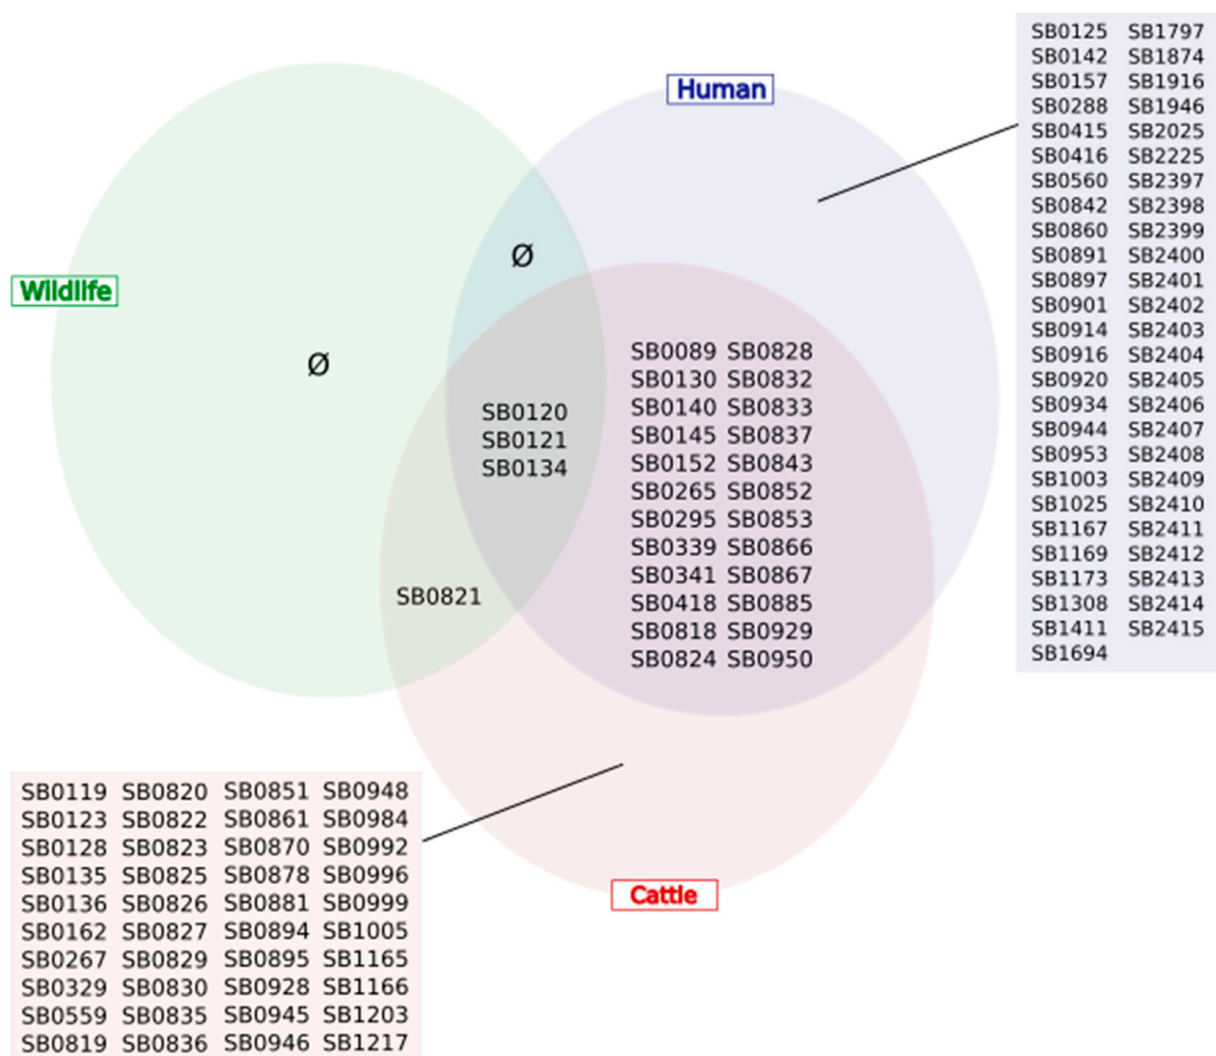 Human
Wildlife
Ø
Ø
SB0120
SB0121
SB0134
SB0821
SB0089 SB0828
SB0130 SB0832
SB0140 SB0833
SB0145 SB0837
SB0152 SB0843
SB0265 SB0852
SB0295 SB0853
SB0339 SB0866
SB0341 SB0867
SB0418 SB0885
SB0818 SB0929
SB0824 SB0950
SB0125 SB1797
SB0142 SB1874
SB0157 SB1916
SB0288 SB1946
SB0415 SB2025
SB0416 SB2225
SB0560 SB2397
SB0842 SB2398
SB0860 SB2399
SB0891 SB2400
SB0897 SB2401
SB0901 SB2402
SB0914 SB2403
SB0916 SB2404
SB0920 SB2405
SB0934 SB2406
SB0944 SB2407
SB0953 SB2408
SB1003 SB2409
SB1025 SB2410
SB1167 SB2411
SB1169 SB2412
SB1173 SB2413
SB1308 SB2414
SB1411 SB2415
SB1694
Cattle
SB0119 SB0820 SB0851 SB0948
SB0123 SB0822 SB0861 SB0984
SB0128 SB0823 SB0870 SB0992
SB0135 SB0825 SB0878 SB0996
SB0136 SB0826 SB0881 SB0999
SB0162 SB0827 SB0894 SB1005
SB0267 SB0829 SB0895 SB1165
SB0329 SB0830 SB0928 SB1166
SB0559 SB0835 SB0945 SB1203
SB0819 SB0836 SB0946 SB1217